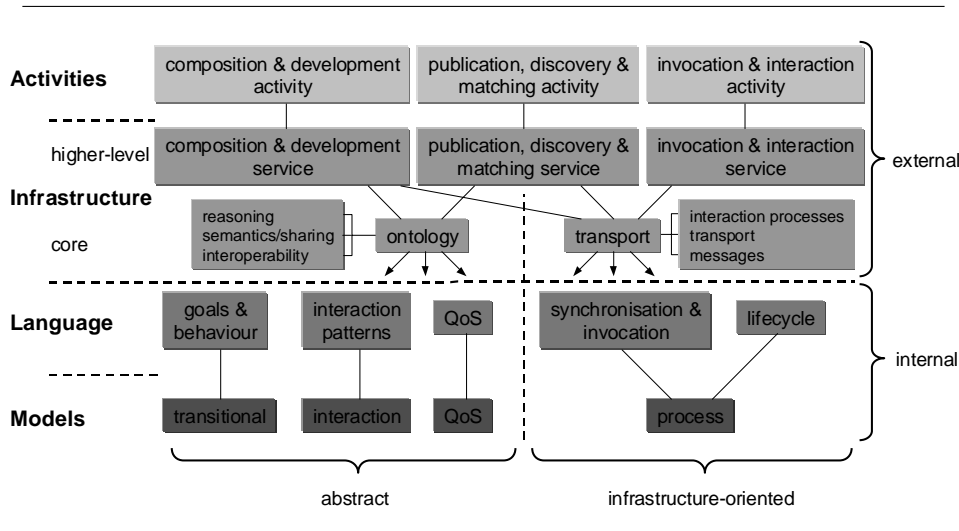 Activities
composition & development
activity
publication, discovery &
matching activity
invocation & interaction
activity
higher-level
composition & development
service
publication, discovery &
matching service
invocation & interaction
service
external
Infrastructure
core
reasoning
semantics/sharing
interoperability
ontology
transport
interaction processes
transport
messages
Language
goals &
behaviour
interaction
patterns
QoS
synchronisation &
invocation
lifecycle
internal
Models
transitional
interaction
QoS
process
abstract
infrastructure-oriented